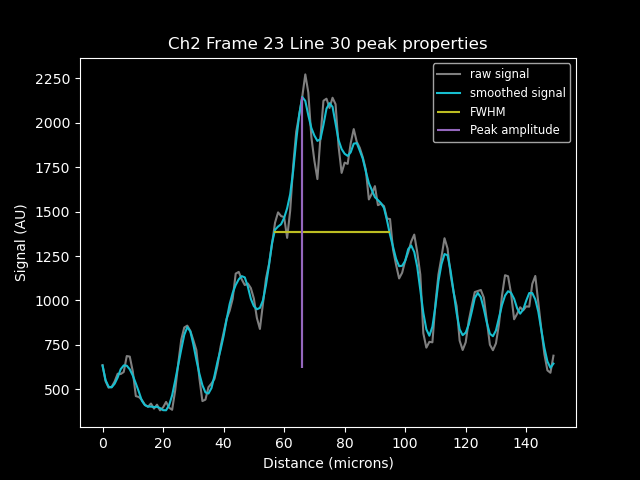 Ch2 Frame 23 Line 30 peak properties
raw signal
smoothed signal
FWHM
Peak amplitude
Signal (AU)
2250
2000
1750
1500
1250
1000
750
500
0 20 40 60 80 100 120 140
Distance (microns)